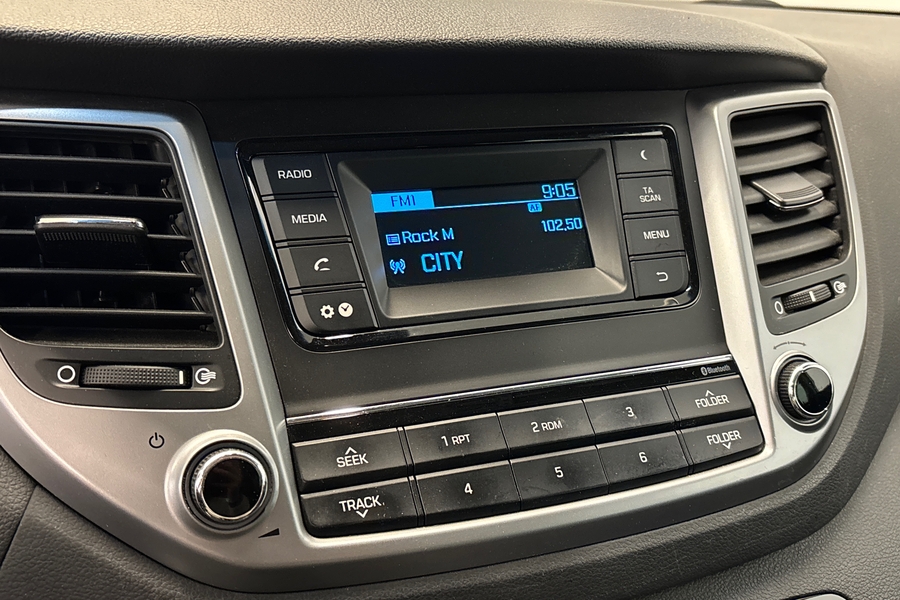 RADIO
MEDIA
FM1 9:05
AF
Rock M 102.50
CITY
TA
SCAN
MENU
Bluetooth
SEEK 1 RPT 2 RDM 3 FOLDER
TRACK 4 5 6 FOLDER